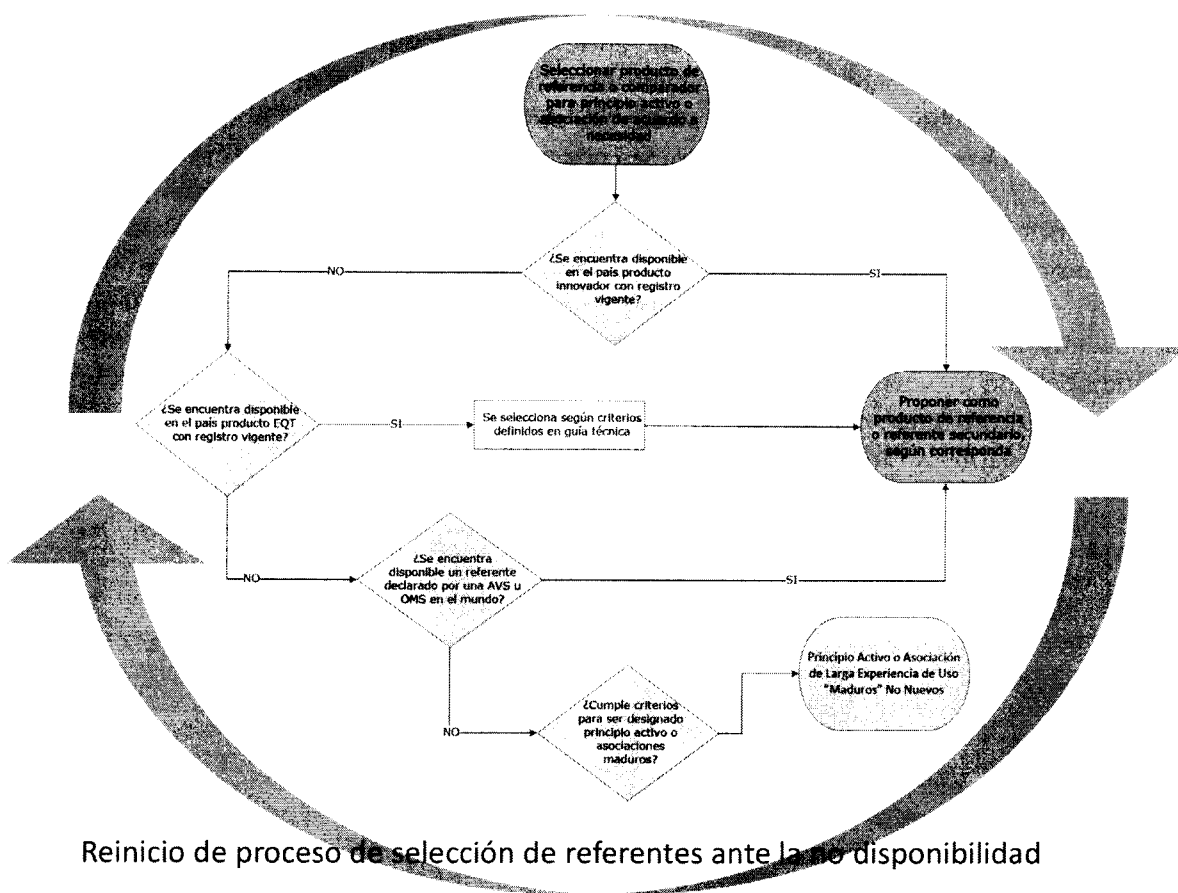 Seleccionar producto de
referencia o comparador
para principio activo o
asociación de acuerdo a
necesidad
¿Se encuentra disponible
en el país producto
innovador con registro
vigente?
NO
SI
¿Se encuentra disponible
en el país producto EQT
con registro vigente?
SI
Se selecciona según criterios
definidos en guía técnica
Proponer como
producto de referencia
o referente secundario,
según corresponda
NO
¿Se encuentra
disponible un referente
declarado por una AVS u
OMS en el mundo?
SI
NO
¿Cumple criterios
para ser designado
principio activo o
asociaciones
maduros?
Principio Activo o Asociación
de Larga Experiencia de Uso
"Maduros" No Nuevos
Reinicio de proceso de selección de referentes ante la no disponibilidad